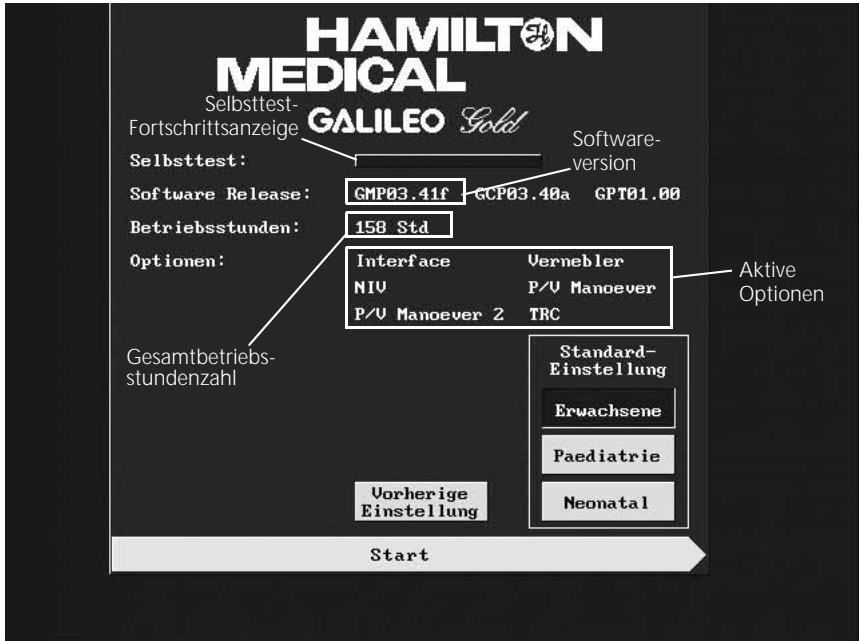 HAMILTON
MEDICAL
GALILEO Gold
Selbsttest-
Fortschrittsanzeige
Software-
version
Selbsttest:
Software Release: GMP03.41f GCP03.40a GPT01.00
Betriebsstunden: 158 Std
Optionen: Interface Vernebler
NIV P/V Manoever
P/V Manoever 2 TRC
Aktive
Optionen
Gesamtbetriebs-
stundenzahl
Standard-
Einstellung
Erwachsene
Paediatrie
Neonatal
Vorherige
Einstellung
Start